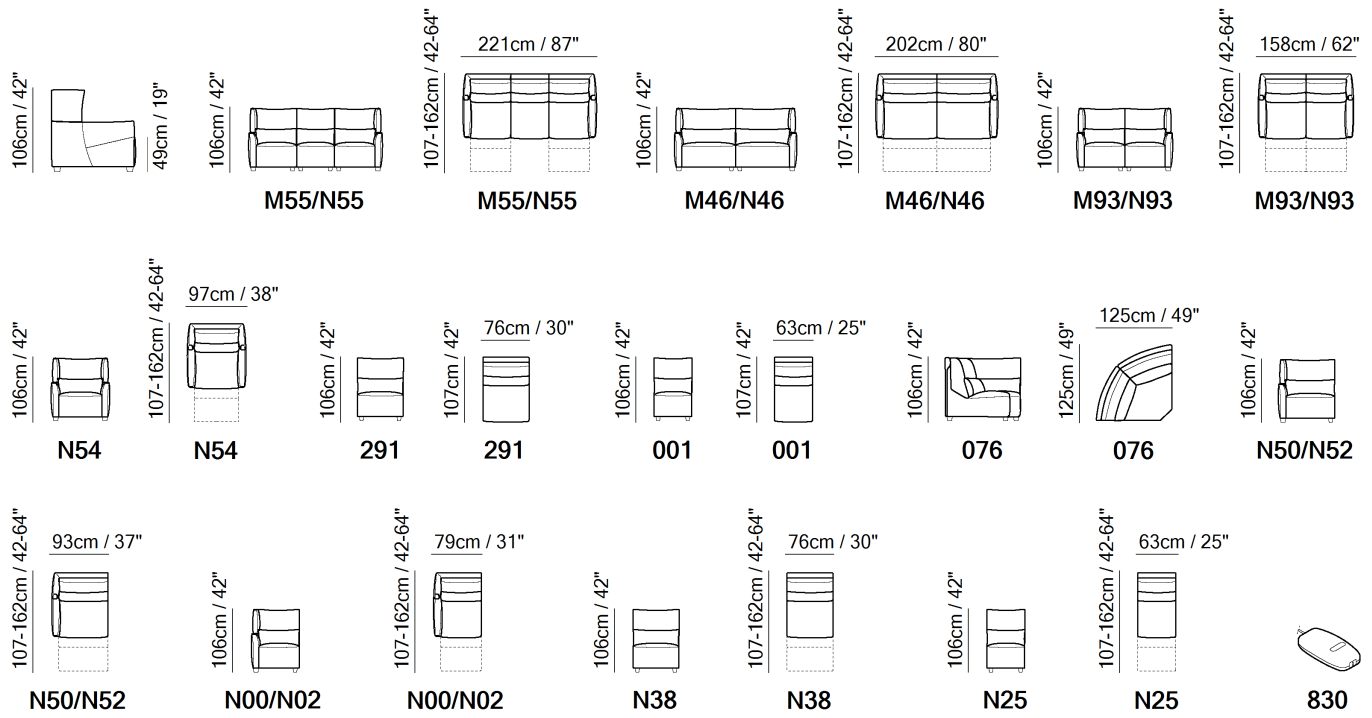 106cm / 42"
49cm / 19"
106cm / 42"
M55/N55
107-162cm / 42-64"
221cm / 87"
M55/N55
106cm / 42"
M46/N46
107-162cm / 42-64"
202cm / 80"
M46/N46
106cm / 42"
M93/N93
107-162cm / 42-64"
158cm / 62"
M93/N93
106cm / 42"
N54
107-162cm / 42-64"
97cm / 38"
N54
106cm / 42"
291
107cm / 42"
76cm / 30"
291
106cm / 42"
001
107cm / 42"
63cm / 25"
001
106cm / 42"
076
125cm / 49"
125cm / 49"
076
106cm / 42"
N50/N52
107-162cm / 42-64"
93cm / 37"
N50/N52
106cm / 42"
N00/N02
107-162cm / 42-64"
79cm / 31"
N00/N02
106cm / 42"
N38
107-162cm / 42-64"
76cm / 30"
N38
106cm / 42"
N25
107-162cm / 42-64"
63cm / 25"
N25
830